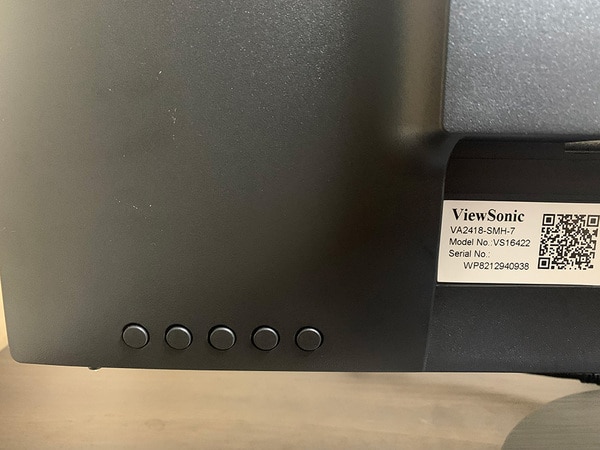 ViewSonic
VA2418-SMH-7
Model No.:VS16422
Serial No.:
WP8212940938